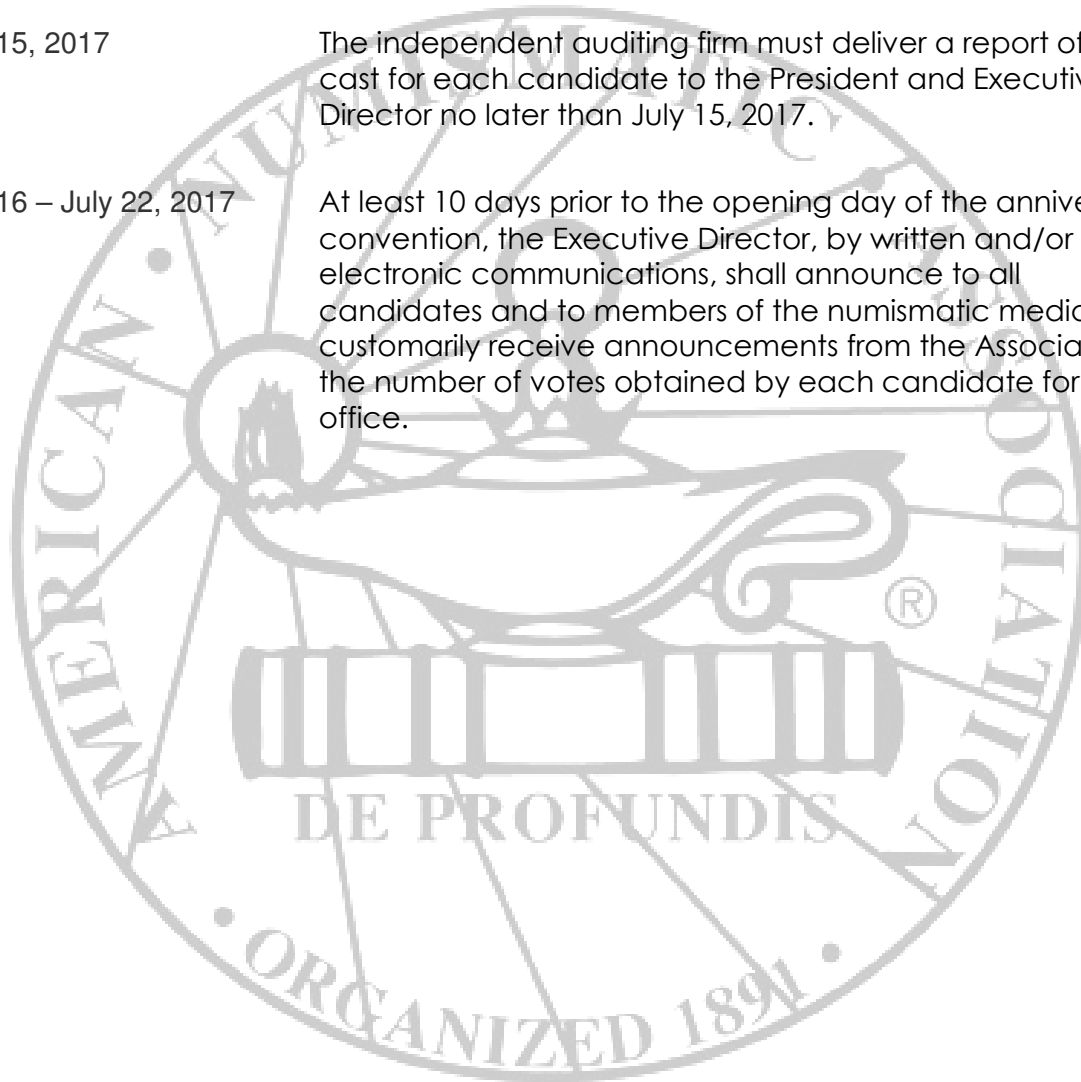 15, 2017 The independent auditing firm must deliver a report of
cast for each candidate to the President and Executiv
Director no later than July 15, 2017.
16 – July 22, 2017 At least 10 days prior to the opening day of the annive
convention, the Executive Director, by written and/or
electronic communications, shall announce to all
candidates and to members of the numismatic media
customarily receive announcements from the Associa
the number of votes obtained by each candidate for
office.
AMERICAN • NUMISMATIC • ASSOCIATION
®
DE PROFUNDIS
• ORGANIZED 1891 •